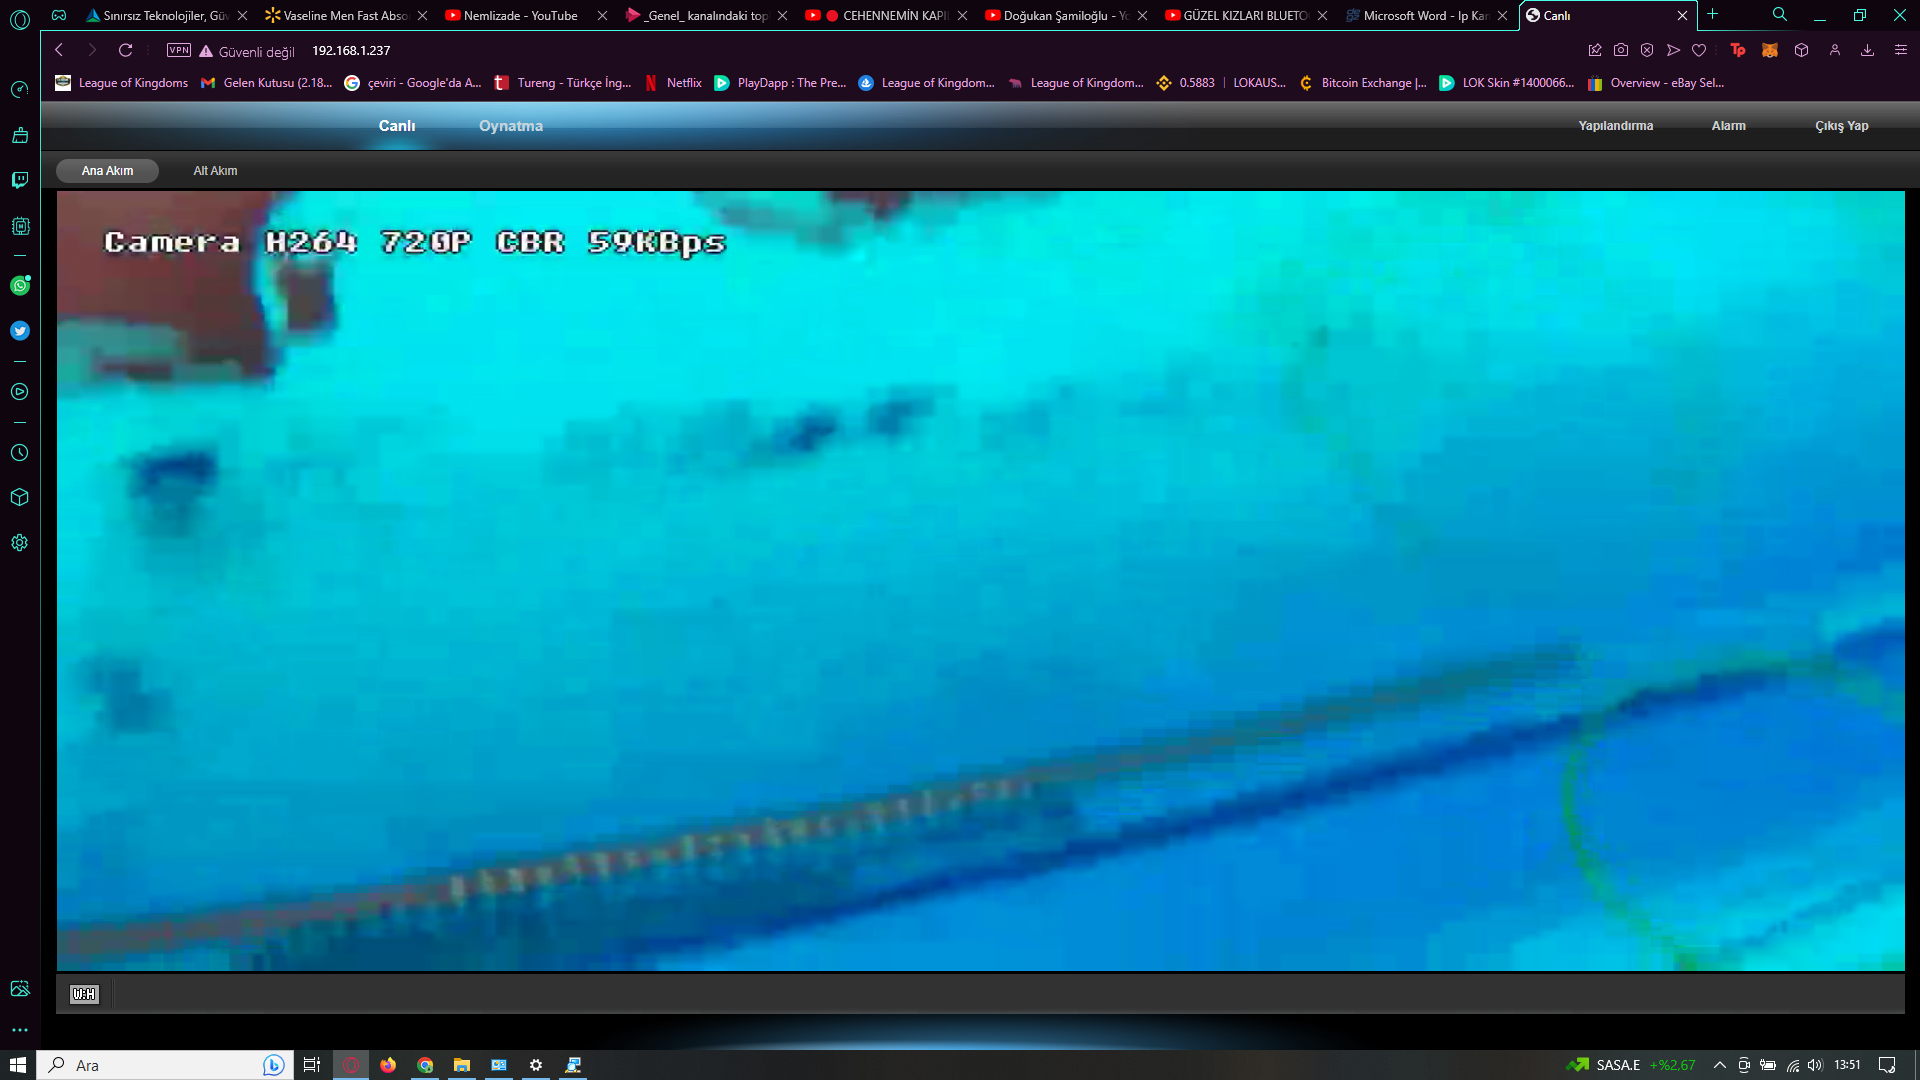 Sınırsız Teknolojiler, Güv
Vaseline Men Fast Abso
Nemlizade - YouTube
_Genel_ kanalındaki top
CEHENNEMİN KAPI
Doğukan Şamiloğlu - Yo
GÜZEL KIZLARI BLUETO
Microsoft Word - Ip Kar
Canlı
VPN
Güvenli değil
192.168.1.237
League of Kingdoms
Gelen Kutusu (2.18...
çeviri - Google'da A...
Tureng - Türkçe İng...
Netflix
PlayDapp : The Pre...
League of Kingdom...
League of Kingdom...
0.5883 | LOKAUS...
Bitcoin Exchange |...
LOK Skin #1400066...
Overview - eBay Sel...
Canlı
Oynatma
Yapılandırma
Alarm
Çıkış Yap
Ana Akım
Alt Akım
Camera H264 720P CBR 59KBps
W:H
Ara
SASA.E +%2.67
13:51